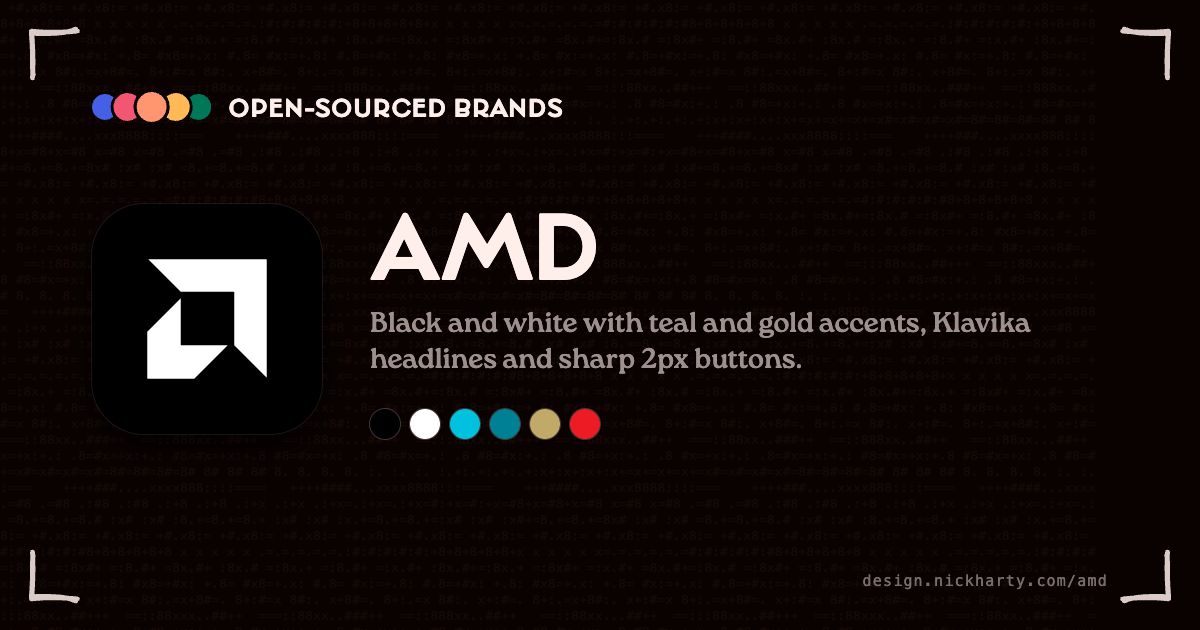 OPEN-SOURCED BRANDS
AMD
Black and white with teal and gold accents, Klavika
headlines and sharp 2px buttons.
design.nickharty.com/amd